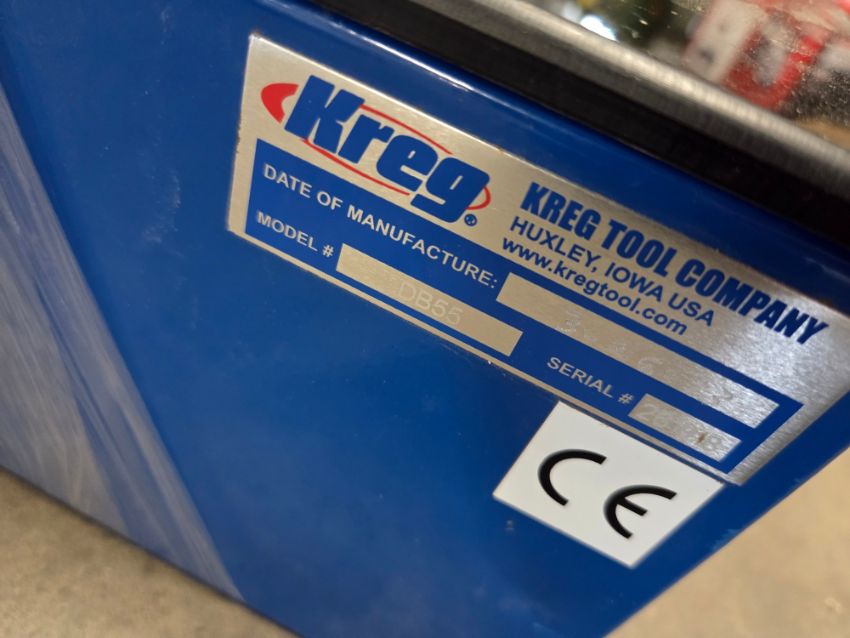 Kreg®
KREG TOOL COMPANY
HUXLEY, IOWA USA
www.kregtool.com
DATE OF MANUFACTURE:
MODEL # DB55
SERIAL #
CE